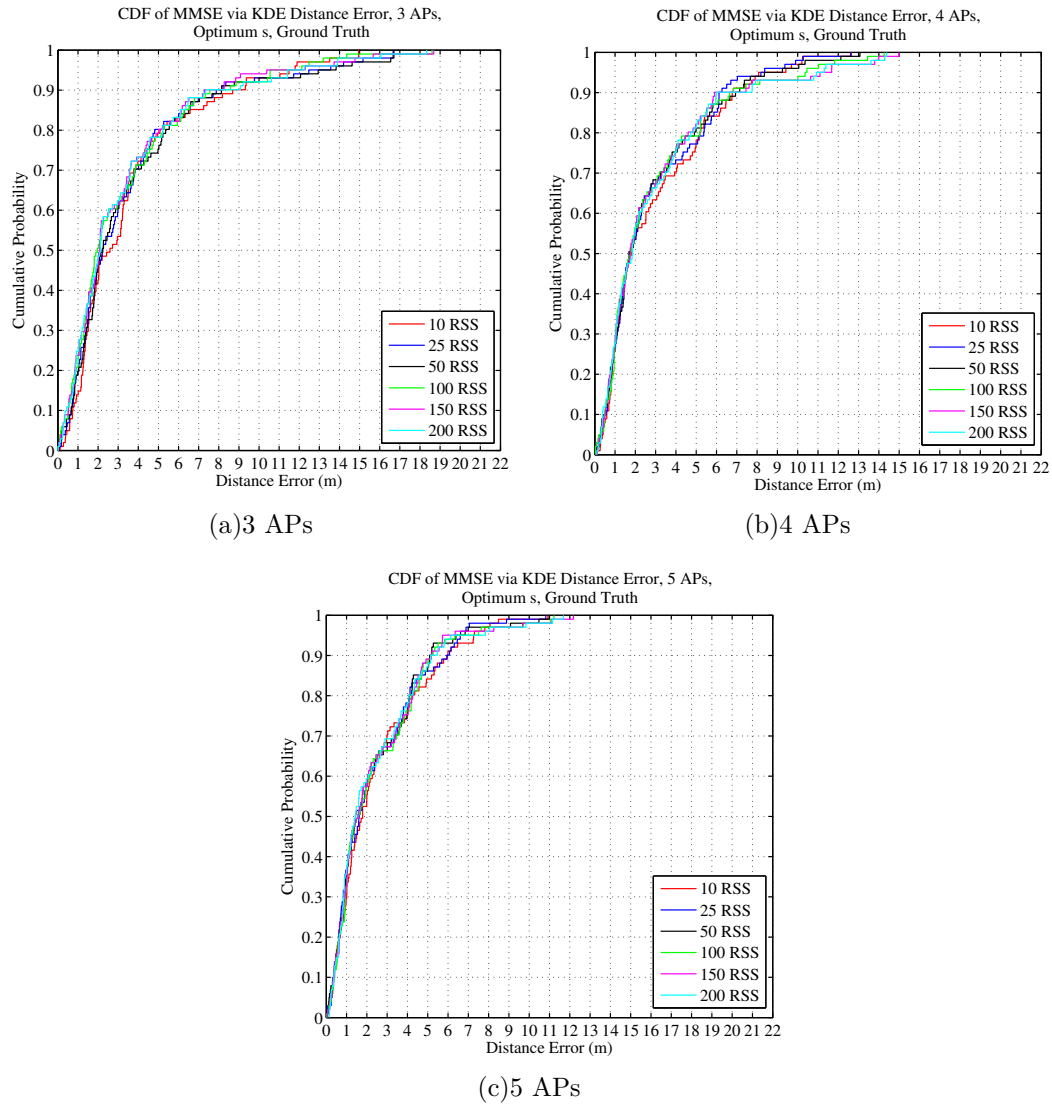 CDF of MMSE via KDE Distance Error, 3 APs,
Optimum s, Ground Truth
1
0.9
0.8
0.7
0.6
0.5
0.4
0.3
0.2
0.1
0
Cumulative Probability
10 RSS
25 RSS
50 RSS
100 RSS
150 RSS
200 RSS
0 1 2 3 4 5 6 7 8 9 10 11 12 13 14 15 16 17 18 19 20 21 22
Distance Error (m)
(a)3 APs
CDF of MMSE via KDE Distance Error, 4 APs,
Optimum s, Ground Truth
1
0.9
0.8
0.7
0.6
0.5
0.4
0.3
0.2
0.1
0
Cumulative Probability
10 RSS
25 RSS
50 RSS
100 RSS
150 RSS
200 RSS
0 1 2 3 4 5 6 7 8 9 10 11 12 13 14 15 16 17 18 19 20 21 22
Distance Error (m)
(b)4 APs
CDF of MMSE via KDE Distance Error, 5 APs,
Optimum s, Ground Truth
1
0.9
0.8
0.7
0.6
0.5
0.4
0.3
0.2
0.1
0
Cumulative Probability
10 RSS
25 RSS
50 RSS
100 RSS
150 RSS
200 RSS
0 1 2 3 4 5 6 7 8 9 10 11 12 13 14 15 16 17 18 19 20 21 22
Distance Error (m)
(c)5 APs